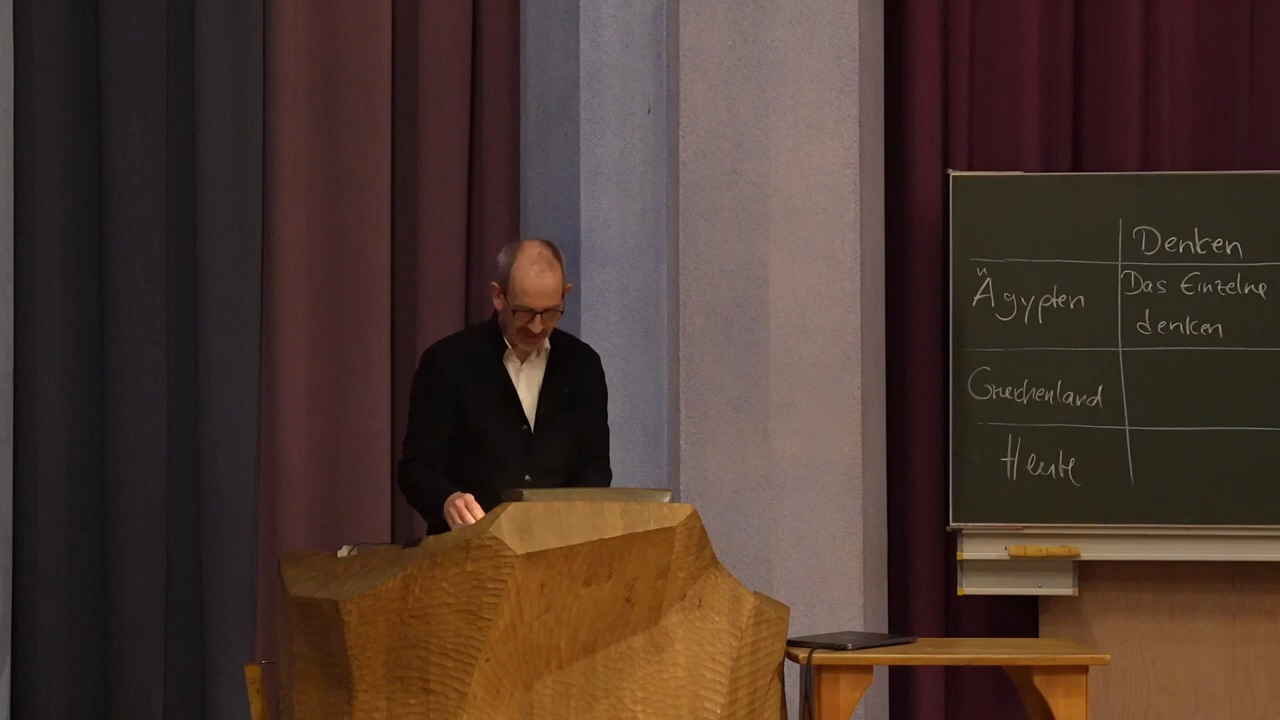 Denken
Ägypten
Das Einzelne
denken
Griechenland
Heute